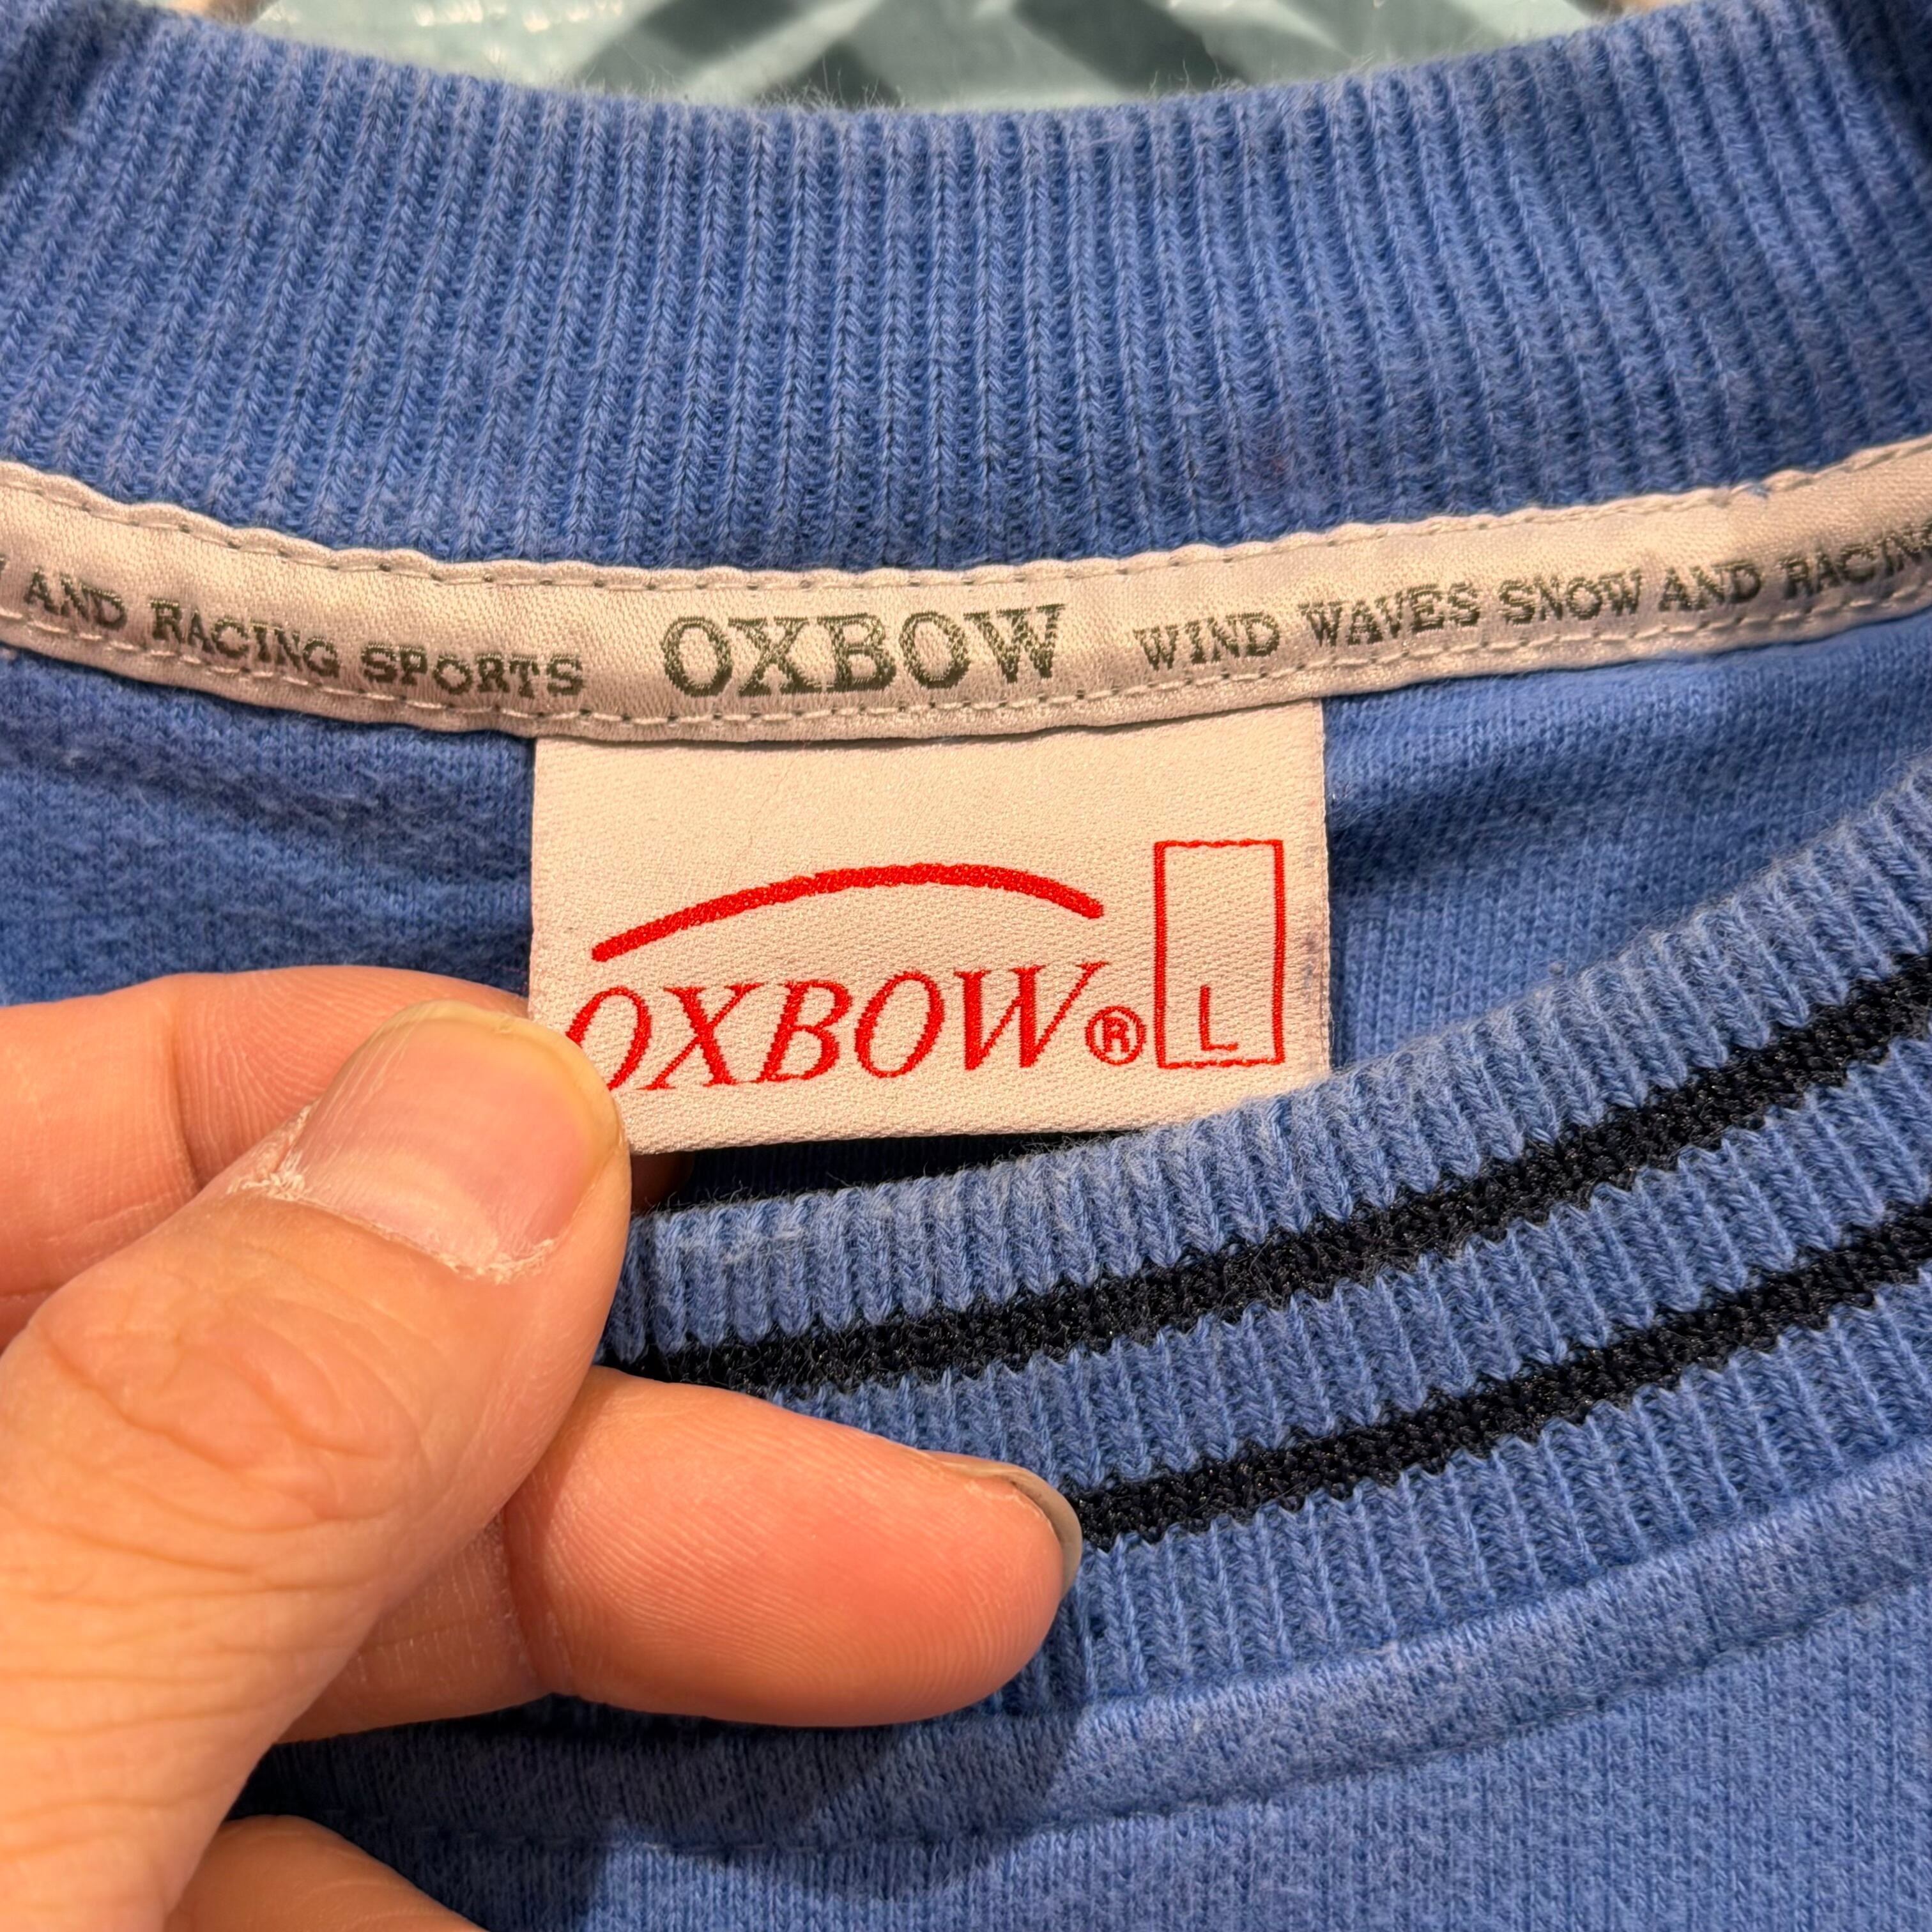 AND RACING SPORTS OXBOW WIND WAVES SNOW AND RACING
OXBOW® L